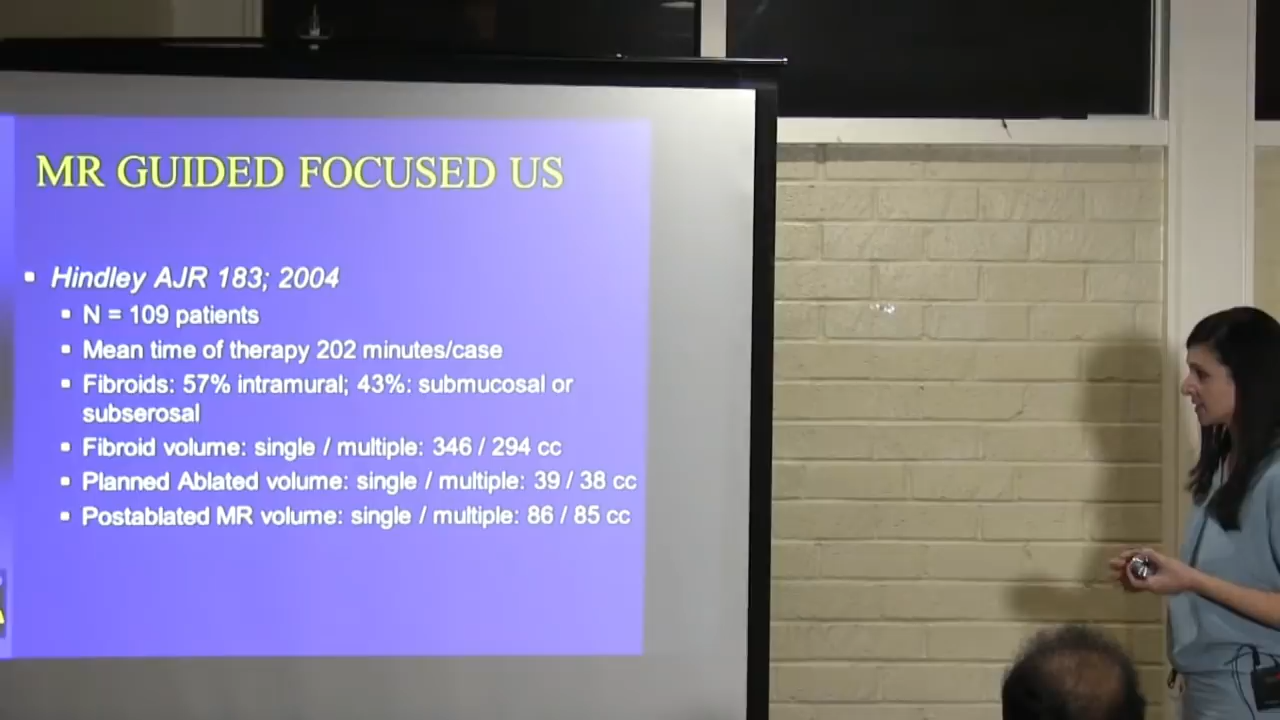 MR GUIDED FOCUSED US
▪ Hindley AJR 183; 2004
▪ N = 109 patients
▪ Mean time of therapy 202 minutes/case
▪ Fibroids: 57% intramural; 43%: submucosal or
subserosal
▪ Fibroid volume: single / multiple: 346 / 294 cc
▪ Planned Ablated volume: single / multiple: 39 / 38 cc
▪ Postablated MR volume: single / multiple: 86 / 85 cc